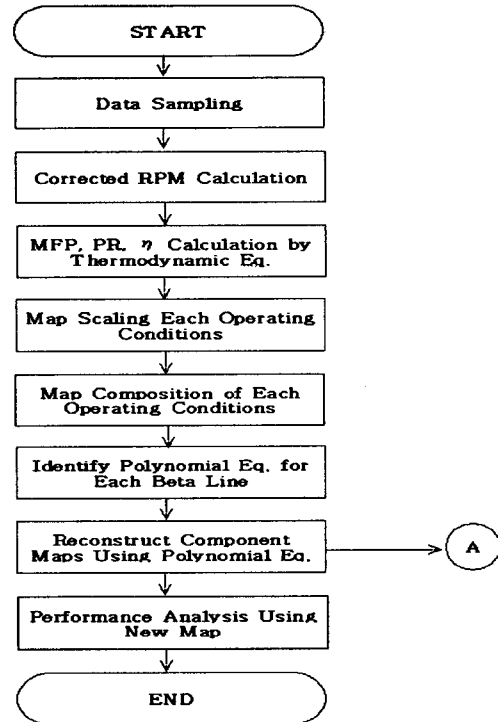 START
Data Sampling
Corrected RPM Calculation
MFP, PR, η Calculation by
Thermodynamic Eq.
Map Scaling Each Operating
Conditions
Map Composition of Each
Operating Conditions
Identify Polynomial Eq. for
Each Beta Line
Reconstruct Component
Maps Using Polynomial Eq.
A
Performance Analysis Using
New Map
END